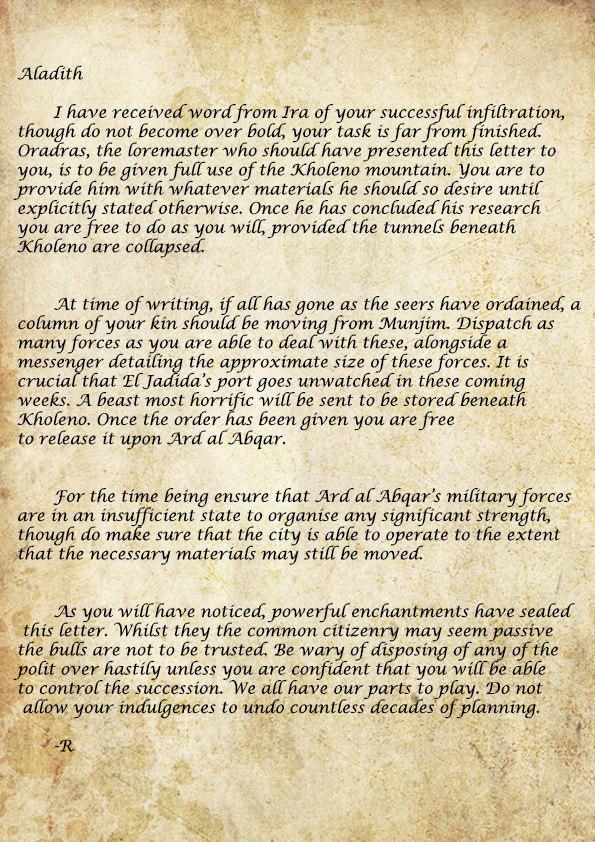 Aladith
I have received word from Ira of your successful infiltration,
though do not become over bold, your task is far from finished.
Oradras, the loremaster who should have presented this letter to
you, is to be given full use of the Kholeno mountain. You are to
provide him with whatever materials he should so desire until
explicitly stated otherwise. Once he has concluded his research
you are free to do as you will, provided the tunnels beneath
Kholeno are collapsed.
At time of writing, if all has gone as the seers have ordained, a
column of your kin should be moving from Munjim. Dispatch as
many forces as you are able to deal with these, alongside a
messenger detailing the approximate size of these forces. It is
crucial that El Jadida's port goes unwatched in these coming
weeks. A beast most horrific will be sent to be stored beneath
Kholeno. Once the order has been given you are free
to release it upon Ard al Abqar.
For the time being ensure that Ard al Abqar's military forces
are in an insufficient state to organise any significant strength,
though do make sure that the city is able to operate to the extent
that the necessary materials may still be moved.
As you will have noticed, powerful enchantments have sealed
this letter. Whilst they the common citizenry may seem passive
the bulls are not to be trusted. Be wary of disposing of any of the
polit over hastily unless you are confident that you will be able
to control the succession. We all have our parts to play. Do not
allow your indulgences to undo countless decades of planning.
-R